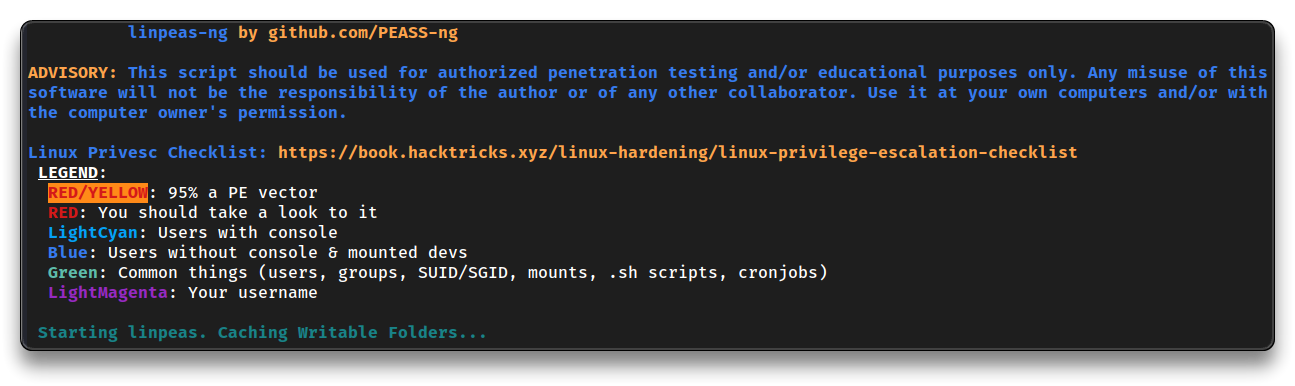 linpeas-ng by github.com/PEASS-ng
ADVISORY: This script should be used for authorized penetration testing and/or educational purposes only. Any misuse of this
software will not be the responsibility of the author or of any other collaborator. Use it at your own computers and/or with
the computer owner's permission.
Linux Privesc Checklist: https://book.hacktricks.xyz/linux-hardening/linux-privilege-escalation-checklist
LEGEND:
RED/YELLOW: 95% a PE vector
RED: You should take a look to it
LightCyan: Users with console
Blue: Users without console & mounted devs
Green: Common things (users, groups, SUID/SGID, mounts, .sh scripts, cronjobs)
LightMagenta: Your username
Starting linpeas. Caching Writable Folders...